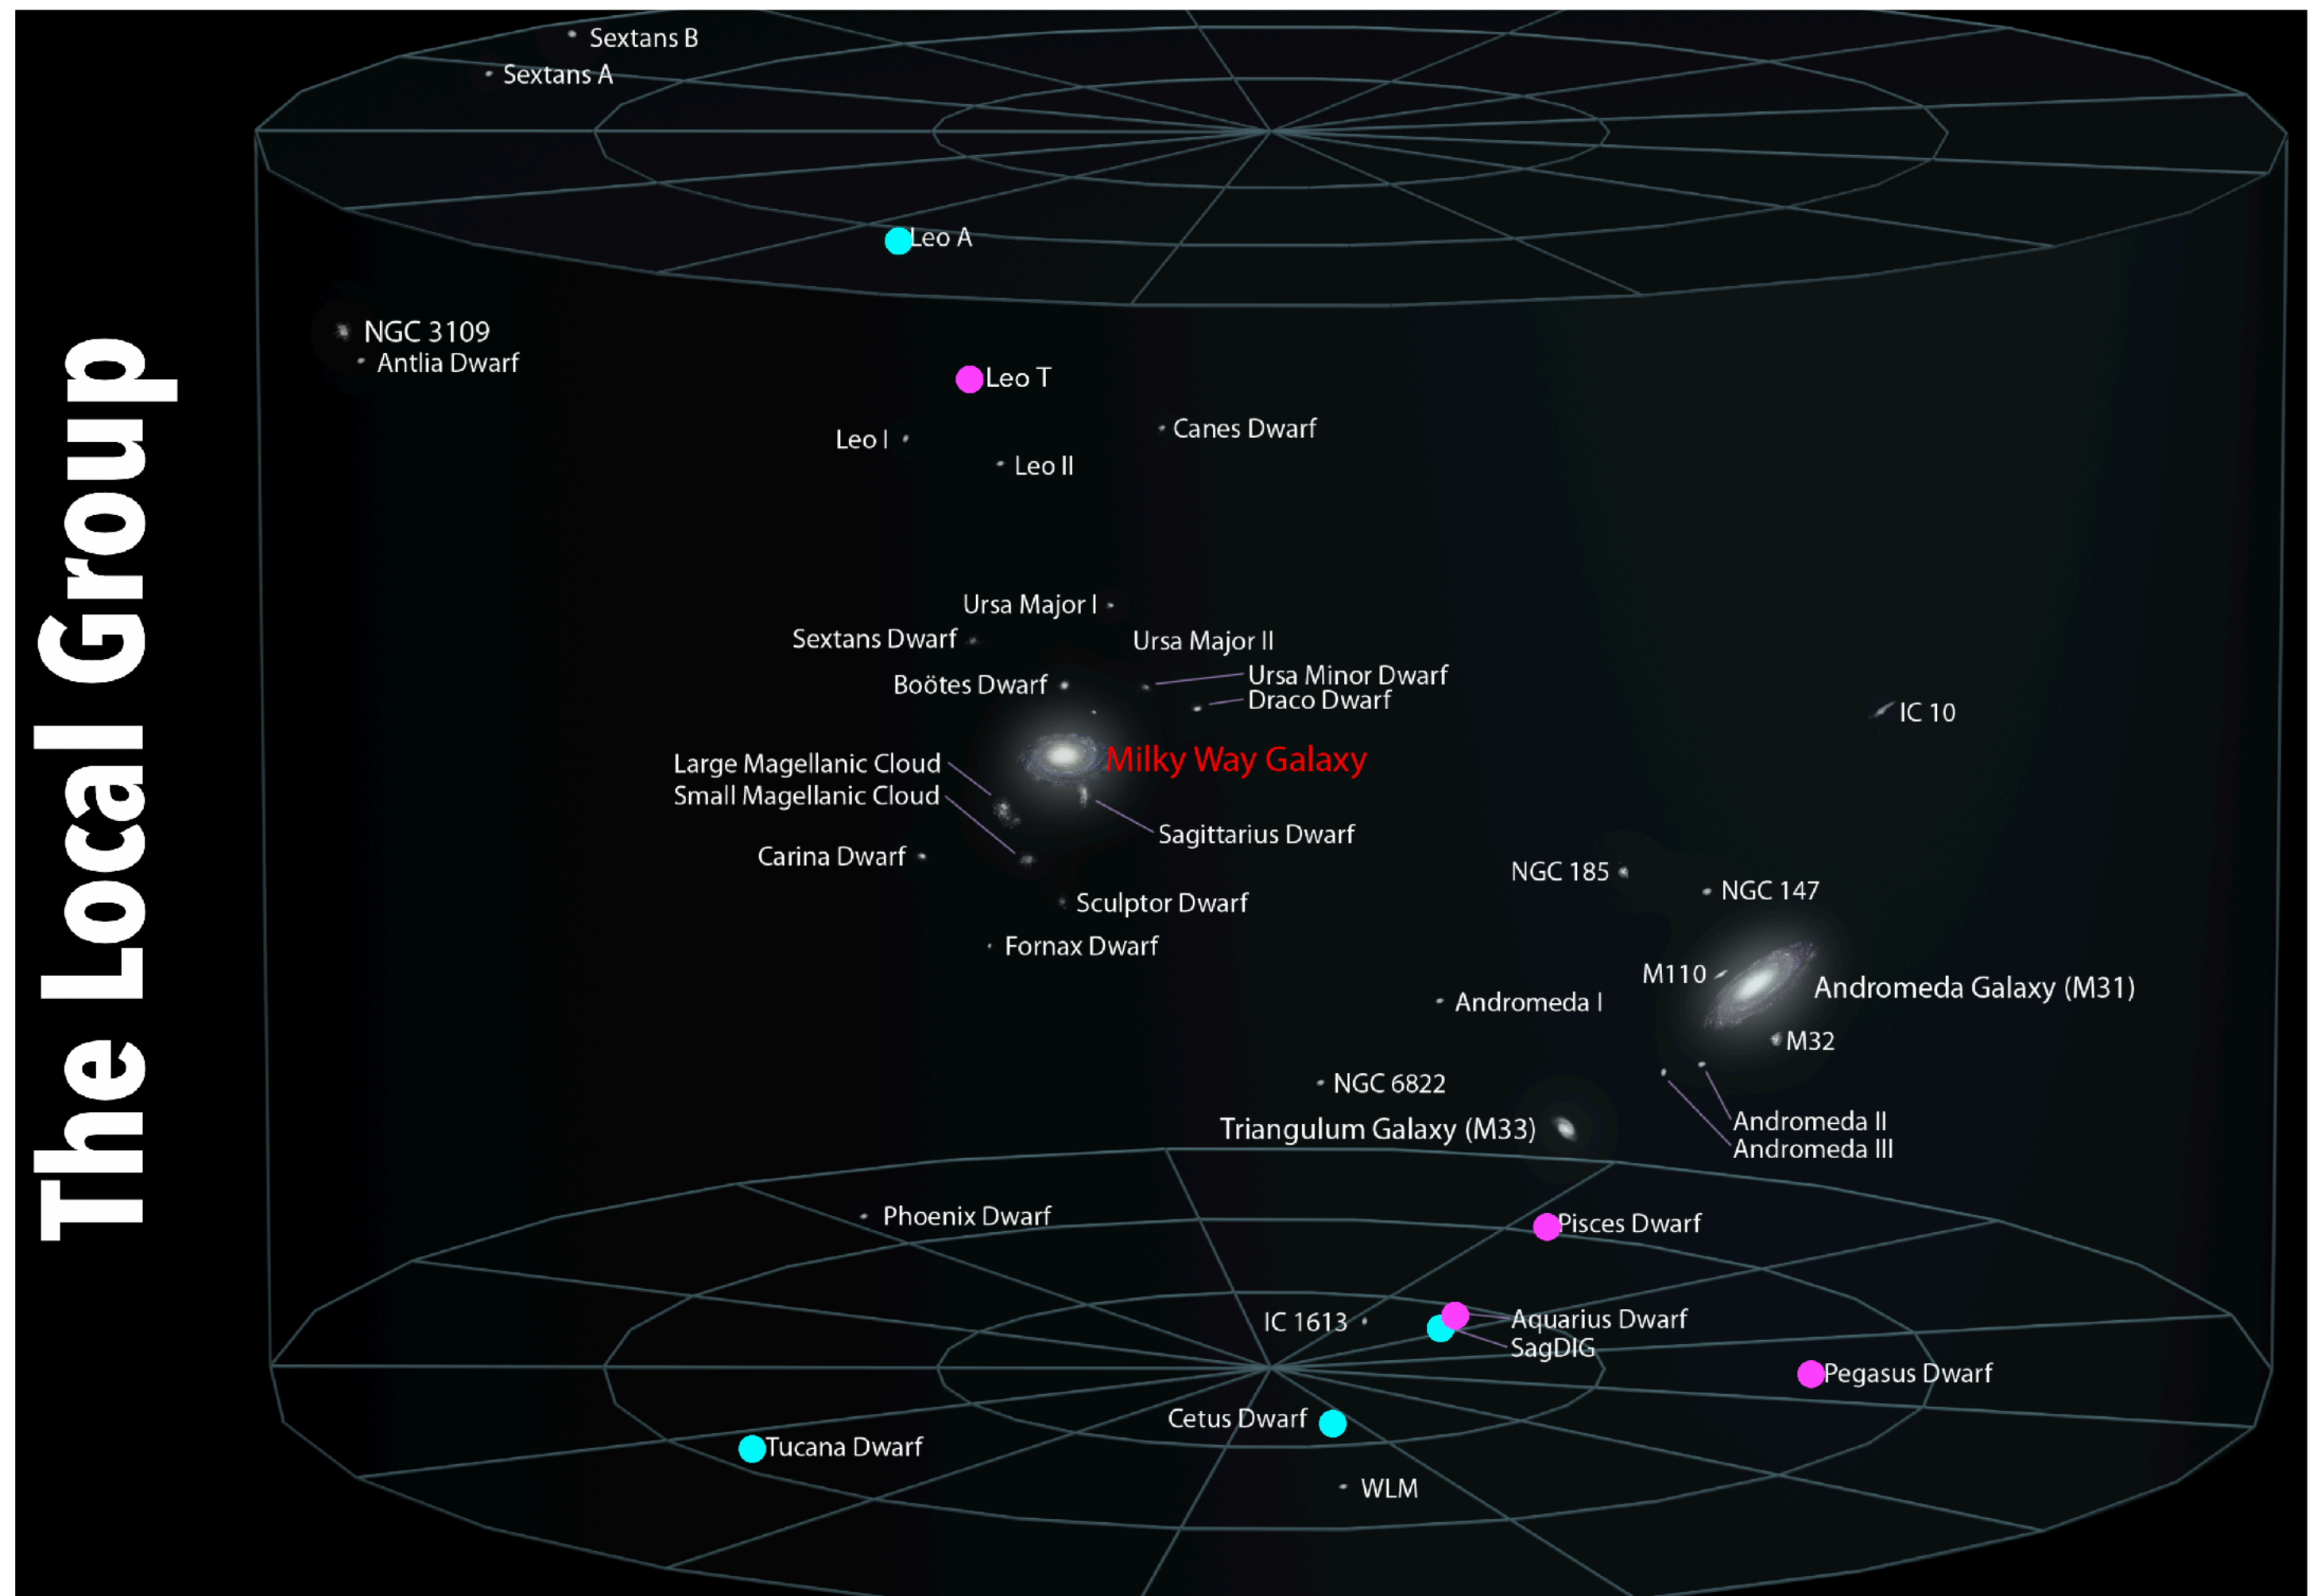 The Local Group
Sextans B
Sextans A
Leo A
NGC 3109
Antlia Dwarf
Leo T
Leo I
Canes Dwarf
Leo II
Ursa Major I
Sextans Dwarf
Ursa Major II
Ursa Minor Dwarf
Boötes Dwarf
Draco Dwarf
IC 10
Milky Way Galaxy
Large Magellanic Cloud
Small Magellanic Cloud
Sagittarius Dwarf
Carina Dwarf
NGC 185
NGC 147
Sculptor Dwarf
Fornax Dwarf
M110
Andromeda Galaxy (M31)
Andromeda I
M32
NGC 6822
Andromeda II
Triangulum Galaxy (M33)
Andromeda III
Phoenix Dwarf
Pisces Dwarf
IC 1613
Aquarius Dwarf
SagDIG
Pegasus Dwarf
Cetus Dwarf
Tucana Dwarf
WLM